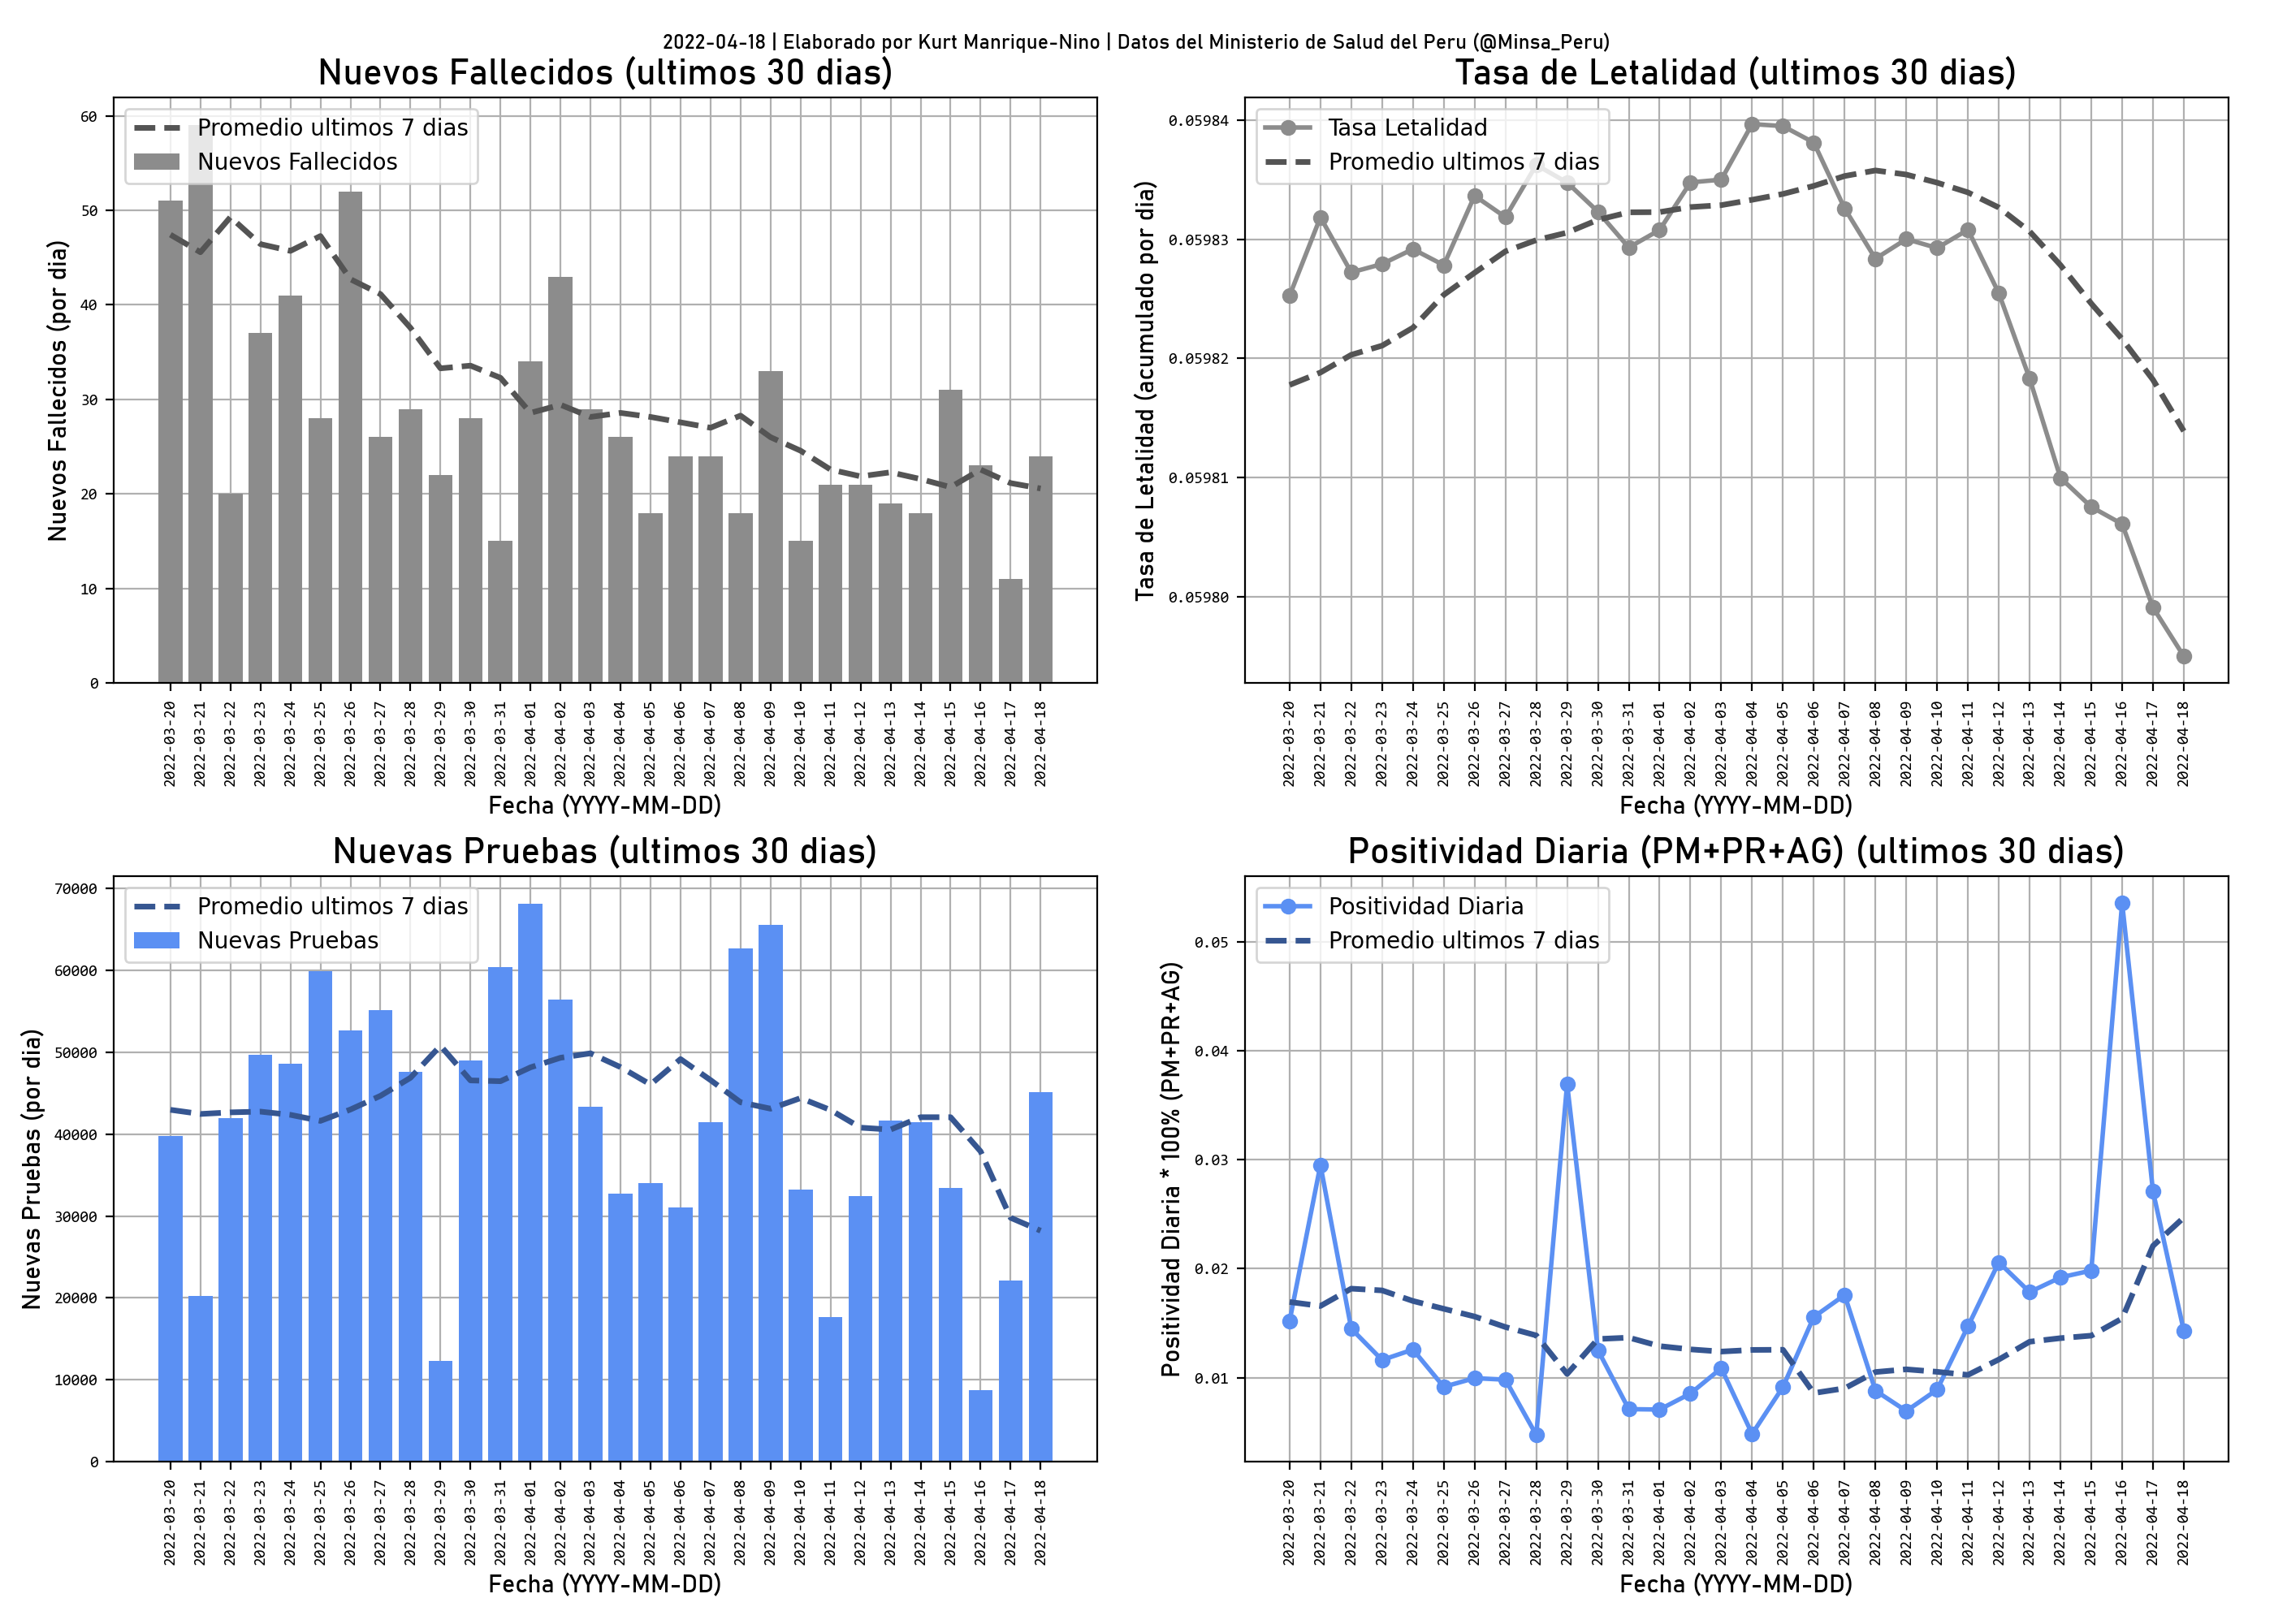 2022-04-18 | Elaborado por Kurt Manrique-Nino | Datos del Ministerio de Salud del Peru (@Minsa_Peru)
Nuevos Fallecidos (ultimos 30 dias)
Promedio ultimos 7 dias
Nuevos Fallecidos
Nuevos Fallecidos (por dia)
60
50
40
30
20
10
0
2022-03-20 2022-03-21 2022-03-22 2022-03-23 2022-03-24 2022-03-25 2022-03-26 2022-03-27 2022-03-28 2022-03-29 2022-03-30 2022-03-31 2022-04-01 2022-04-02 2022-04-03 2022-04-04 2022-04-05 2022-04-06 2022-04-07 2022-04-08 2022-04-09 2022-04-10 2022-04-11 2022-04-12 2022-04-13 2022-04-14 2022-04-15 2022-04-16 2022-04-17 2022-04-18
Fecha (YYYY-MM-DD)
Tasa de Letalidad (ultimos 30 dias)
Tasa Letalidad
Promedio ultimos 7 dias
Tasa de Letalidad (acumulado por dia)
0.05984
0.05983
0.05982
0.05981
0.05980
2022-03-20 2022-03-21 2022-03-22 2022-03-23 2022-03-24 2022-03-25 2022-03-26 2022-03-27 2022-03-28 2022-03-29 2022-03-30 2022-03-31 2022-04-01 2022-04-02 2022-04-03 2022-04-04 2022-04-05 2022-04-06 2022-04-07 2022-04-08 2022-04-09 2022-04-10 2022-04-11 2022-04-12 2022-04-13 2022-04-14 2022-04-15 2022-04-16 2022-04-17 2022-04-18
Fecha (YYYY-MM-DD)
Nuevas Pruebas (ultimos 30 dias)
Promedio ultimos 7 dias
Nuevas Pruebas
Nuevas Pruebas (por dia)
70000
60000
50000
40000
30000
20000
10000
0
2022-03-20 2022-03-21 2022-03-22 2022-03-23 2022-03-24 2022-03-25 2022-03-26 2022-03-27 2022-03-28 2022-03-29 2022-03-30 2022-03-31 2022-04-01 2022-04-02 2022-04-03 2022-04-04 2022-04-05 2022-04-06 2022-04-07 2022-04-08 2022-04-09 2022-04-10 2022-04-11 2022-04-12 2022-04-13 2022-04-14 2022-04-15 2022-04-16 2022-04-17 2022-04-18
Fecha (YYYY-MM-DD)
Positividad Diaria (PM+PR+AG) (ultimos 30 dias)
Positividad Diaria
Promedio ultimos 7 dias
Positividad Diaria * 100% (PM+PR+AG)
0.05
0.04
0.03
0.02
0.01
2022-03-20 2022-03-21 2022-03-22 2022-03-23 2022-03-24 2022-03-25 2022-03-26 2022-03-27 2022-03-28 2022-03-29 2022-03-30 2022-03-31 2022-04-01 2022-04-02 2022-04-03 2022-04-04 2022-04-05 2022-04-06 2022-04-07 2022-04-08 2022-04-09 2022-04-10 2022-04-11 2022-04-12 2022-04-13 2022-04-14 2022-04-15 2022-04-16 2022-04-17 2022-04-18
Fecha (YYYY-MM-DD)